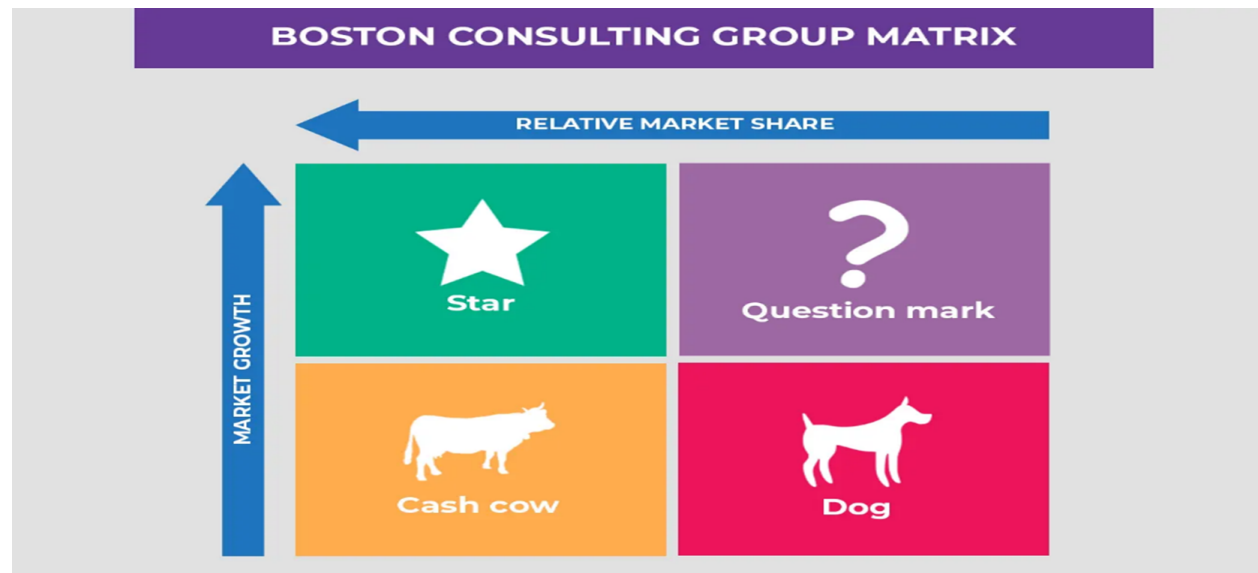 BOSTON CONSULTING GROUP MATRIX
RELATIVE MARKET SHARE
MARKET GROWTH
Star
?
Question mark
Cash cow
Dog